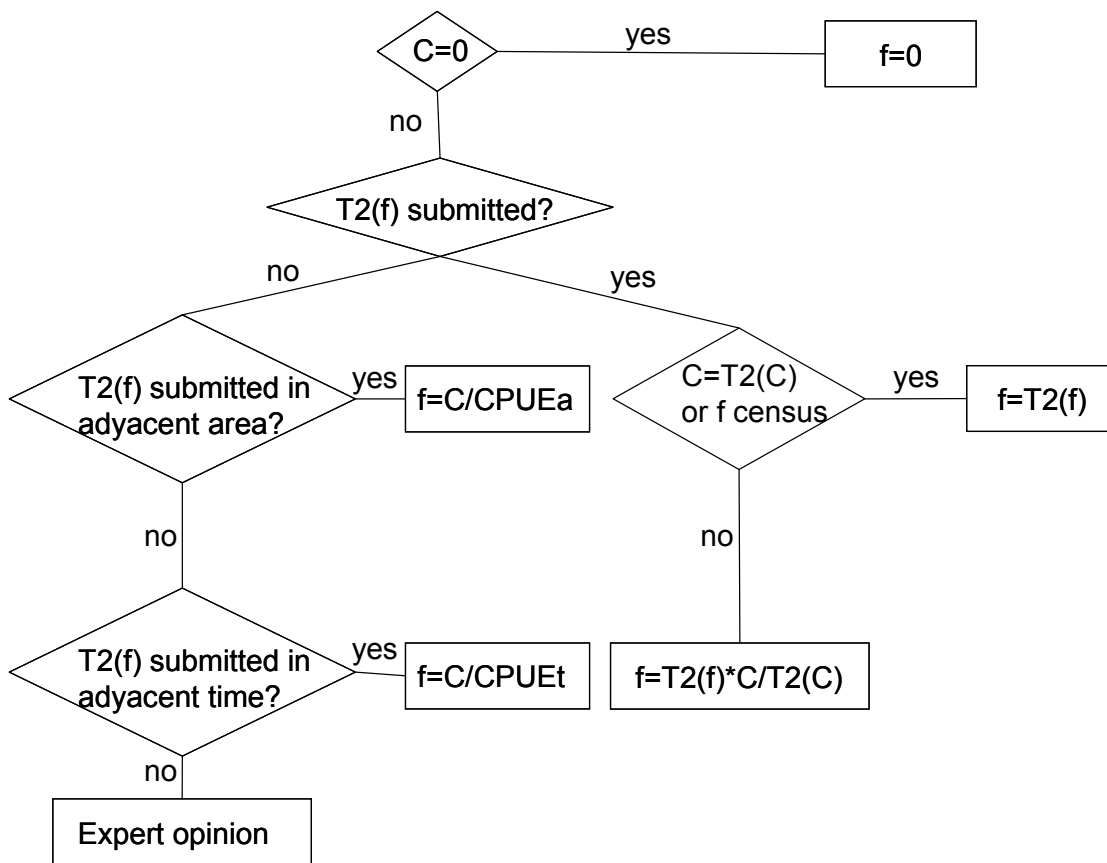 C=0
yes
f=0
no
T2(f) submitted?
no
yes
T2(f) submitted in
adyacent area?
yes
f=C/CPUEa
C=T2(C)
or f census
yes
f=T2(f)
no
no
T2(f) submitted in
adyacent time?
yes
f=C/CPUEt
f=T2(f)*C/T2(C)
no
Expert opinion